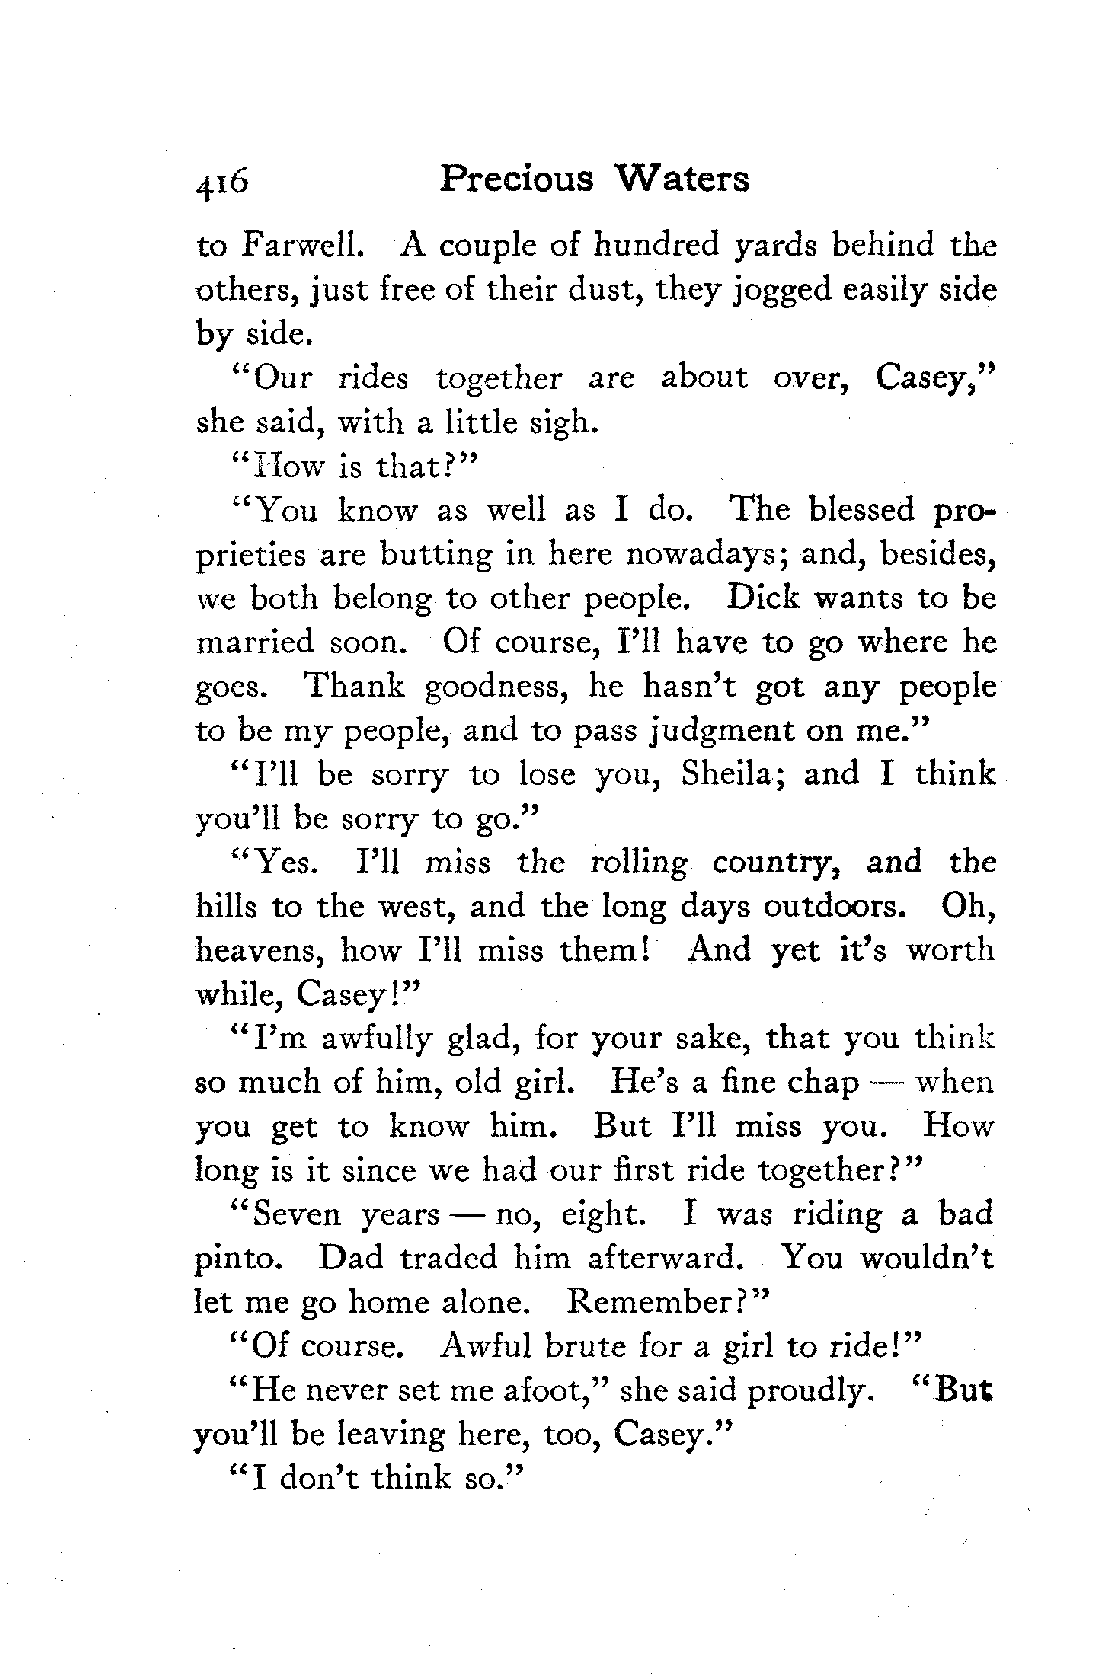 416 Precious Waters
to Farwell. A couple of hundred yards behind the
others, just free of their dust, they jogged easily side
by side.
“Our rides together are about over, Casey,”
she said, with a little sigh.
“How is that?”
“You know as well as I do. The blessed pro-
prieties are butting in here nowadays; and, besides,
we both belong to other people. Dick wants to be
married soon. Of course, I’ll have to go where he
goes. Thank goodness, he hasn’t got any people
to be my people, and to pass judgment on me.”
“I’ll be sorry to lose you, Sheila; and I think
you’ll be sorry to go.”
“Yes. I’ll miss the rolling country, and the
hills to the west, and the long days outdoors. Oh,
heavens, how I’ll miss them! And yet it’s worth
while, Casey!”
“I’m awfully glad, for your sake, that you think
so much of him, old girl. He’s a fine chap — when
you get to know him. But I’ll miss you. How
long is it since we had our first ride together?”
“Seven years — no, eight. I was riding a bad
pinto. Dad traded him afterward. You wouldn’t
let me go home alone. Remember?”
“Of course. Awful brute for a girl to ride!”
“He never set me afoot,” she said proudly. “But
you’ll be leaving here, too, Casey.”
“I don’t think so.”